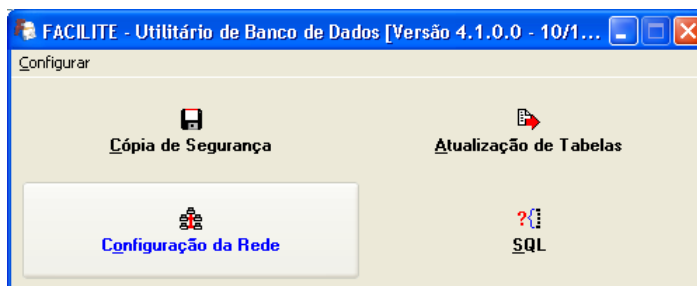 FACILITE - Utilitário de Banco de Dados [Versão 4.1.0.0 - 10/1...
Configurar
Cópia de Segurança
Atualização de Tabelas
Configuração da Rede
SQL